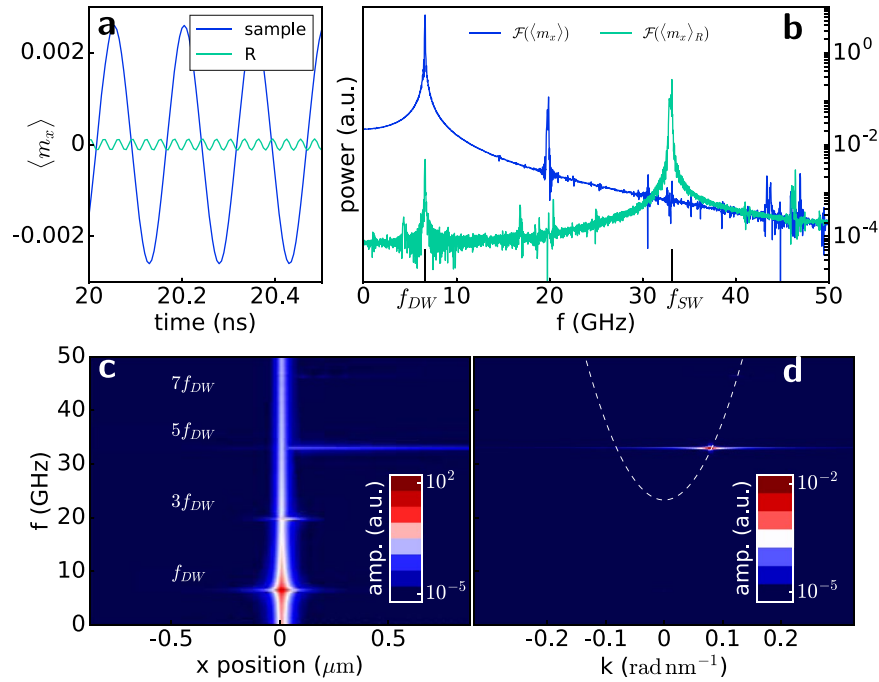 a
sample
R
0.002
0
-0.002
⟨m_x⟩
20 20.2 20.4
time (ns)
b
F(⟨m_x⟩) F(⟨m_x⟩_R)
power (a.u.)
10^0
10^-2
10^-4
0 10 20 30 40 50
f_DW f_SW
f (GHz)
c
50
40
30
20
10
0
f (GHz)
7f_DW
5f_DW
3f_DW
f_DW
amp. (a.u.)
10^2
10^-5
-0.5 0 0.5
x position (μm)
d
amp. (a.u.)
10^-2
10^-5
-0.2 -0.1 0 0.1 0.2
k (rad nm^-1)